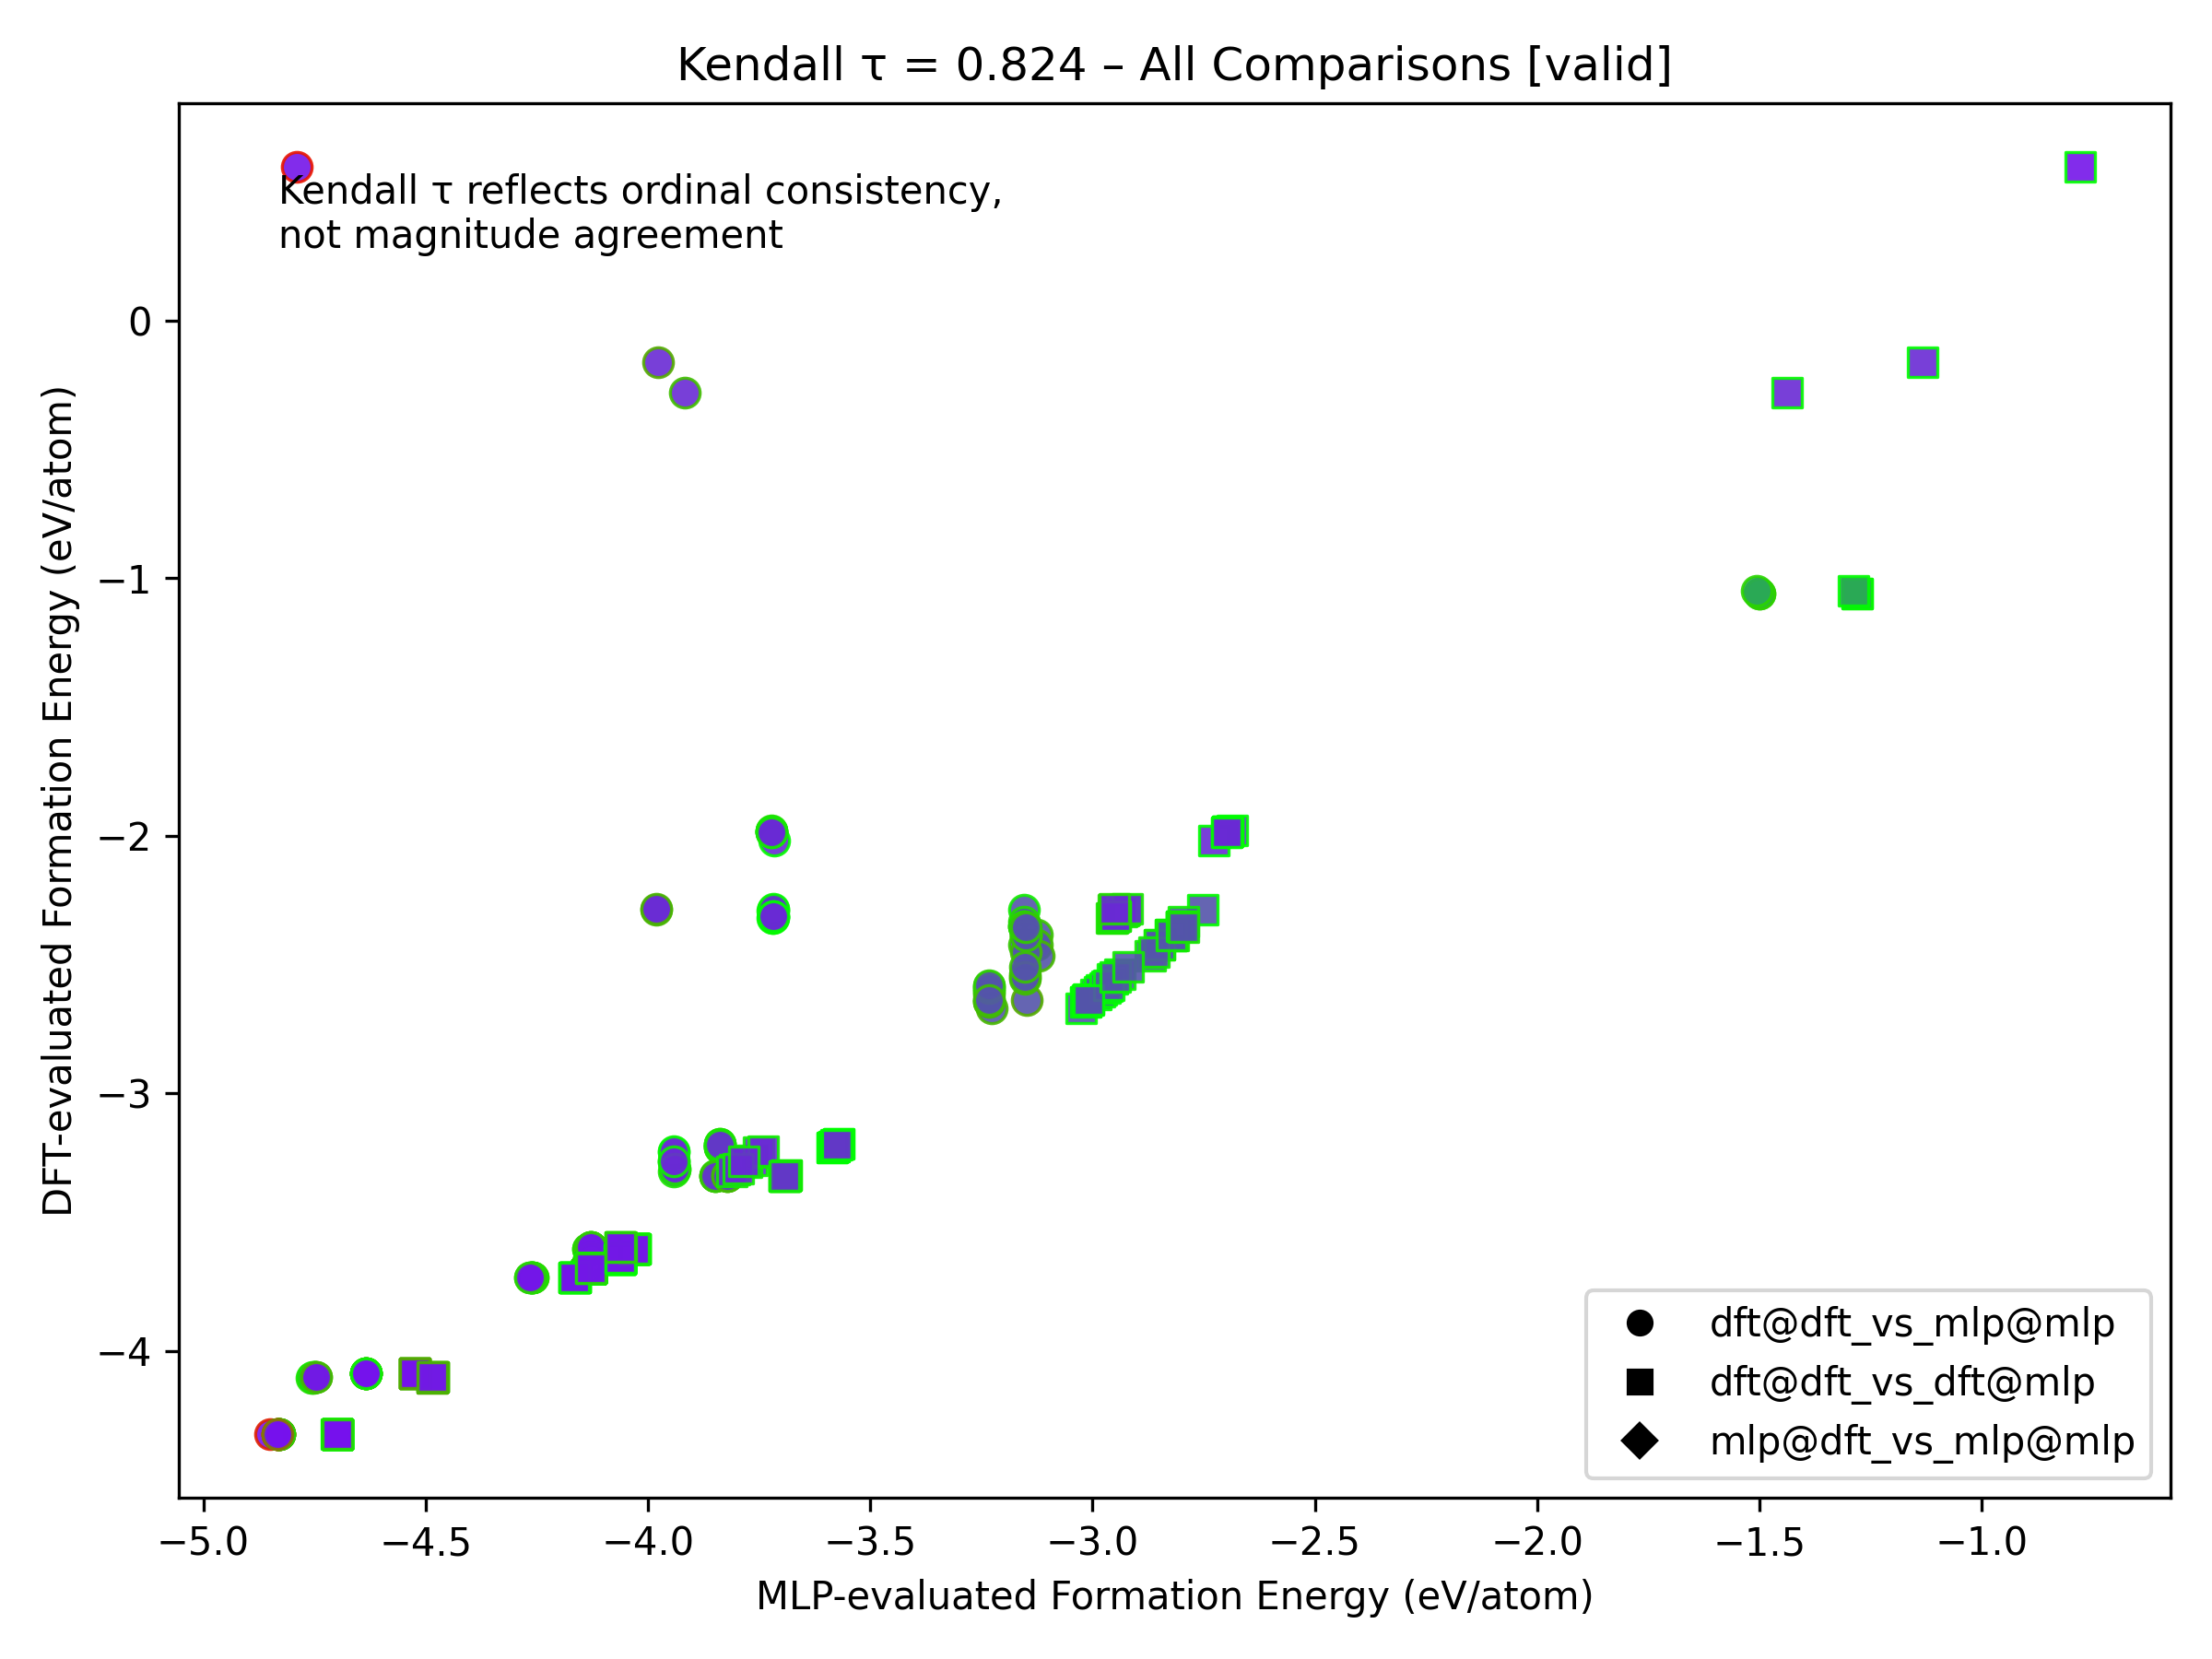 Kendall τ = 0.824 – All Comparisons [valid]
Kendall τ reflects ordinal consistency,
not magnitude agreement
DFT-evaluated Formation Energy (eV/atom)
0
−1
−2
−3
−4
dft@dft_vs_mlp@mlp
dft@dft_vs_dft@mlp
mlp@dft_vs_mlp@mlp
−5.0 −4.5 −4.0 −3.5 −3.0 −2.5 −2.0 −1.5 −1.0
MLP-evaluated Formation Energy (eV/atom)